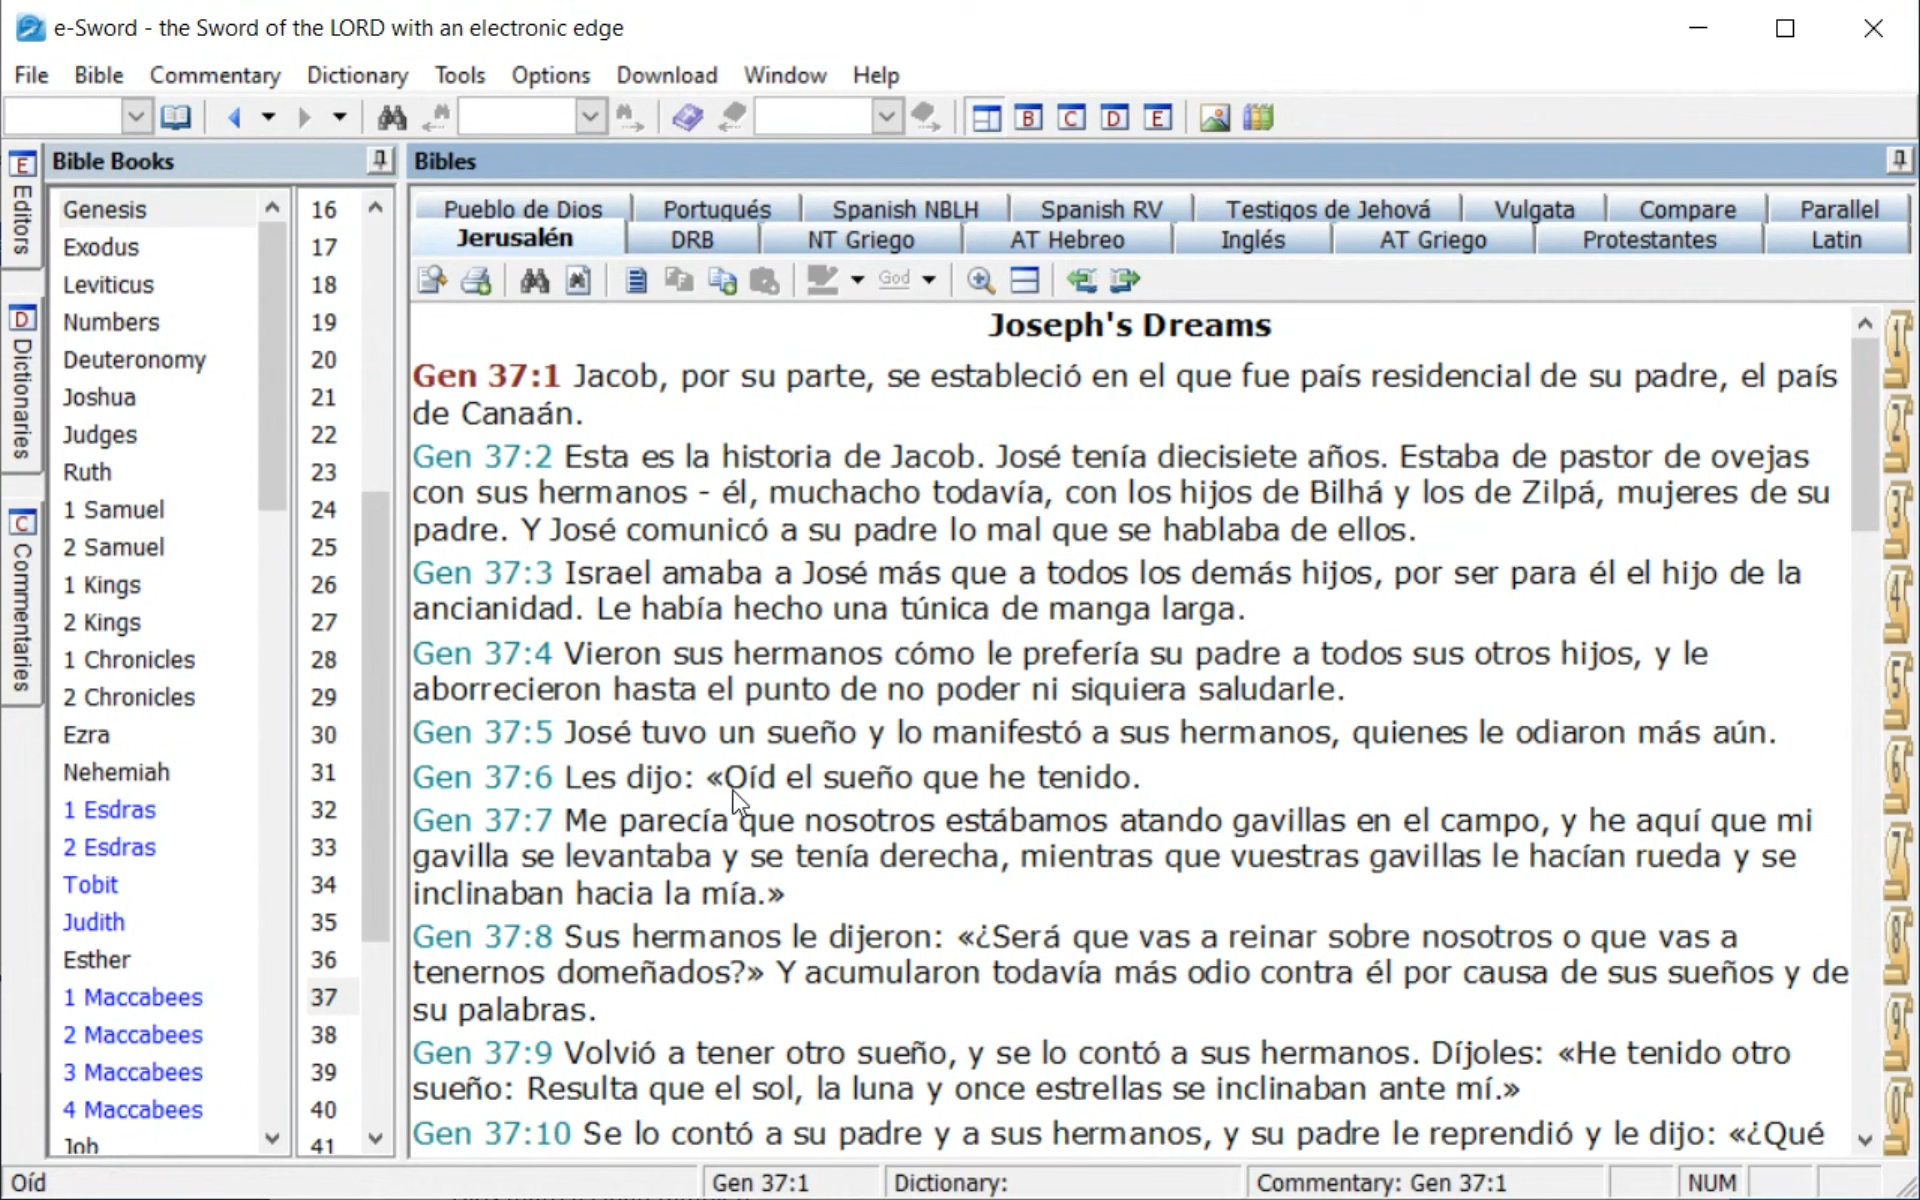 e-Sword - the Sword of the LORD with an electronic edge
File Bible Commentary Dictionary Tools Options Download Window Help
B C D E
E Editors
D Dictionaries
C Commentaries
Bible Books
Genesis
Exodus
Leviticus
Numbers
Deuteronomy
Joshua
Judges
Ruth
1 Samuel
2 Samuel
1 Kings
2 Kings
1 Chronicles
2 Chronicles
Ezra
Nehemiah
1 Esdras
2 Esdras
Tobit
Judith
Esther
1 Maccabees
2 Maccabees
3 Maccabees
4 Maccabees
Job
16
17
18
19
20
21
22
23
24
25
26
27
28
29
30
31
32
33
34
35
36
37
38
39
40
41
Bibles
Pueblo de Dios Portugués Spanish NBLH Spanish RV Testigos de Jehová Vulgata Compare Parallel
Jerusalén DRB NT Griego AT Hebreo Inglés AT Griego Protestantes Latin
God
Joseph's Dreams
Gen 37:1 Jacob, por su parte, se estableció en el que fue país residencial de su padre, el país
de Canaán.
Gen 37:2 Esta es la historia de Jacob. José tenía diecisiete años. Estaba de pastor de ovejas
con sus hermanos - él, muchacho todavía, con los hijos de Bilhá y los de Zilpá, mujeres de su
padre. Y José comunicó a su padre lo mal que se hablaba de ellos.
Gen 37:3 Israel amaba a José más que a todos los demás hijos, por ser para él el hijo de la
ancianidad. Le había hecho una túnica de manga larga.
Gen 37:4 Vieron sus hermanos cómo le prefería su padre a todos sus otros hijos, y le
aborrecieron hasta el punto de no poder ni siquiera saludarle.
Gen 37:5 José tuvo un sueño y lo manifestó a sus hermanos, quienes le odiaron más aún.
Gen 37:6 Les dijo: «Oíd el sueño que he tenido.
Gen 37:7 Me parecía que nosotros estábamos atando gavillas en el campo, y he aquí que mi
gavilla se levantaba y se tenía derecha, mientras que vuestras gavillas le hacían rueda y se
inclinaban hacia la mía.»
Gen 37:8 Sus hermanos le dijeron: «¿Será que vas a reinar sobre nosotros o que vas a
tenernos domeñados?» Y acumularon todavía más odio contra él por causa de sus sueños y de
su palabras.
Gen 37:9 Volvió a tener otro sueño, y se lo contó a sus hermanos. Díjoles: «He tenido otro
sueño: Resulta que el sol, la luna y once estrellas se inclinaban ante mí.»
Gen 37:10 Se lo contó a su padre y a sus hermanos, y su padre le reprendió y le dijo: «¿Qué
1
2
3
4
5
6
7
8
9
0
Oíd Gen 37:1 Dictionary: Commentary: Gen 37:1 NUM